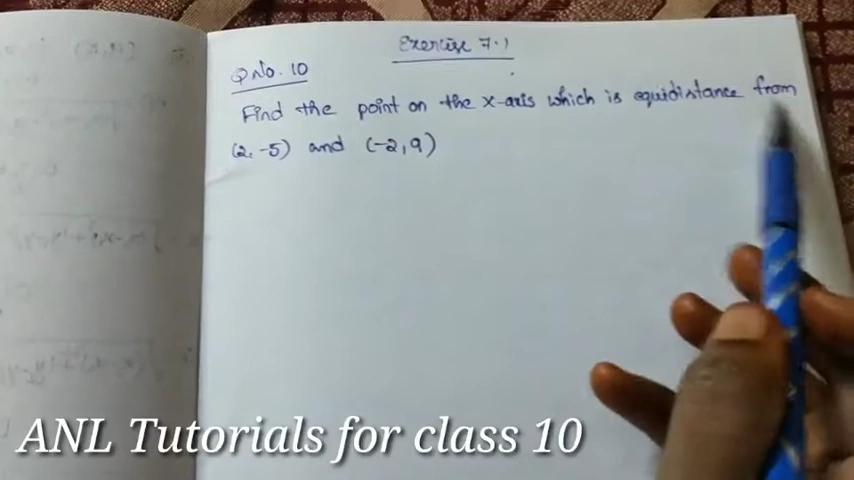 Exercise 7.1
Q No. 10
Find the point on the x-axis which is equidistance from
(2, -5) and (-2, 9)
ANL Tutorials for class 10